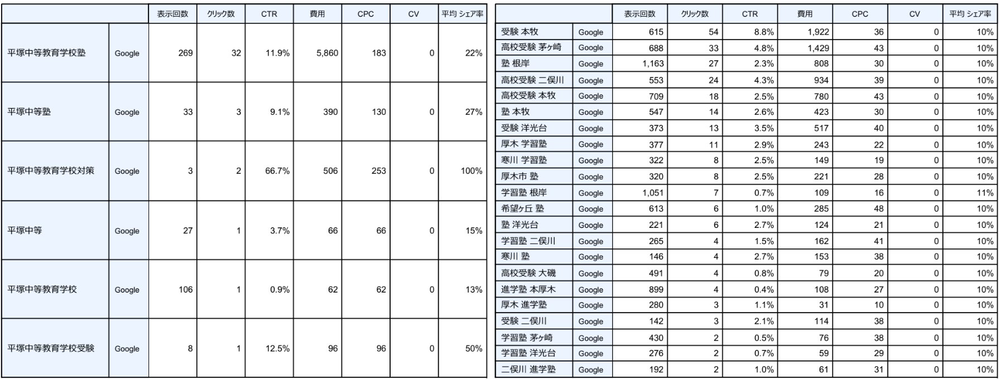 表示回数 クリック数 CTR 費用 CPC CV 平均 シェア率
平塚中等教育学校塾 Google 269 32 11.9% 5,860 183 0 22%
平塚中等塾 Google 33 3 9.1% 390 130 0 27%
平塚中等教育学校対策 Google 3 2 66.7% 506 253 0 100%
平塚中等 Google 27 1 3.7% 66 66 0 15%
平塚中等教育学校 Google 106 1 0.9% 62 62 0 13%
平塚中等教育学校受験 Google 8 1 12.5% 96 96 0 50%
表示回数 クリック数 CTR 費用 CPC CV 平均 シェア率
受験 本牧 Google 615 54 8.8% 1,922 36 0 10%
高校受験 茅ヶ崎 Google 688 33 4.8% 1,429 43 0 10%
塾 根岸 Google 1,163 27 2.3% 808 30 0 10%
高校受験 二俣川 Google 553 24 4.3% 934 39 0 10%
高校受験 本牧 Google 709 18 2.5% 780 43 0 10%
塾 本牧 Google 547 14 2.6% 423 30 0 10%
受験 洋光台 Google 373 13 3.5% 517 40 0 10%
厚木 学習塾 Google 377 11 2.9% 243 22 0 10%
寒川 学習塾 Google 322 8 2.5% 149 19 0 10%
厚木市 塾 Google 320 8 2.5% 221 28 0 10%
学習塾 根岸 Google 1,051 7 0.7% 109 16 0 11%
希望ヶ丘 塾 Google 613 6 1.0% 285 48 0 10%
塾 洋光台 Google 221 6 2.7% 124 21 0 10%
学習塾 二俣川 Google 265 4 1.5% 162 41 0 10%
寒川 塾 Google 146 4 2.7% 153 38 0 10%
高校受験 大磯 Google 491 4 0.8% 79 20 0 10%
進学塾 本厚木 Google 899 4 0.4% 108 27 0 10%
厚木 進学塾 Google 280 3 1.1% 31 10 0 10%
受験 二俣川 Google 142 3 2.1% 114 38 0 10%
学習塾 茅ヶ崎 Google 430 2 0.5% 76 38 0 10%
学習塾 洋光台 Google 276 2 0.7% 59 29 0 10%
二俣川 進学塾 Google 192 2 1.0% 61 31 0 10%